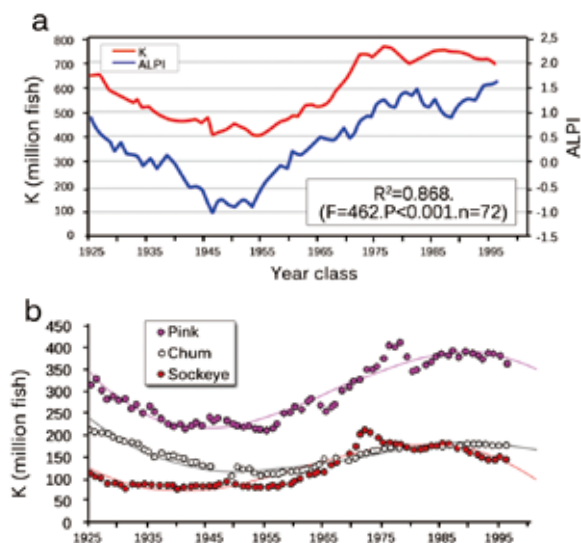 a
K (million fish)
800
700
600
500
400
300
200
100
0
K
ALPI
2,5
2.0
1.5
1.0
0.5
0.0
-0.5
-1.0
-1.5
ALPI
R²=0.868.
(F=462.P<0.001.n=72)
1925 1935 1945 1955 1965 1975 1985 1995
Year class
b
K (million fish)
450
400
350
300
250
200
150
100
50
0
Pink
Chum
Sockeye
1925 1935 1945 1955 1965 1975 1985 1995